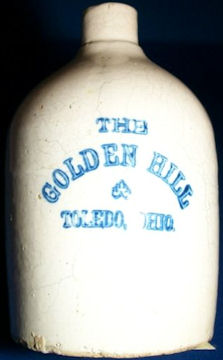 THE
GOLDEN HILL
TOLEDO, OHIO.